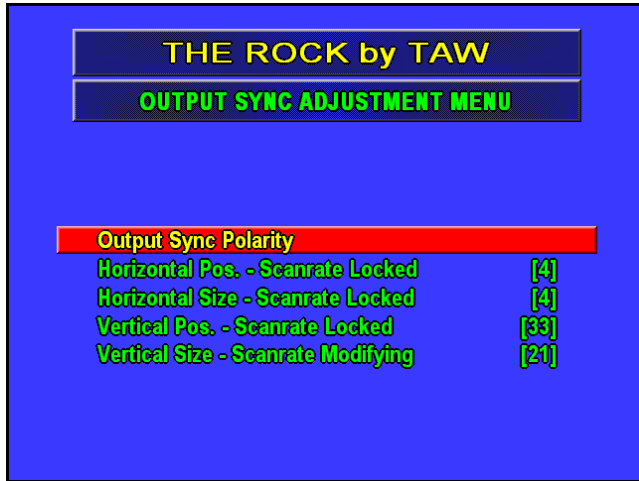 THE ROCK by TAW
OUTPUT SYNC ADJUSTMENT MENU
Output Sync Polarity
Horizontal Pos. - Scanrate Locked [4]
Horizontal Size - Scanrate Locked [4]
Vertical Pos. - Scanrate Locked [33]
Vertical Size - Scanrate Modifying [21]